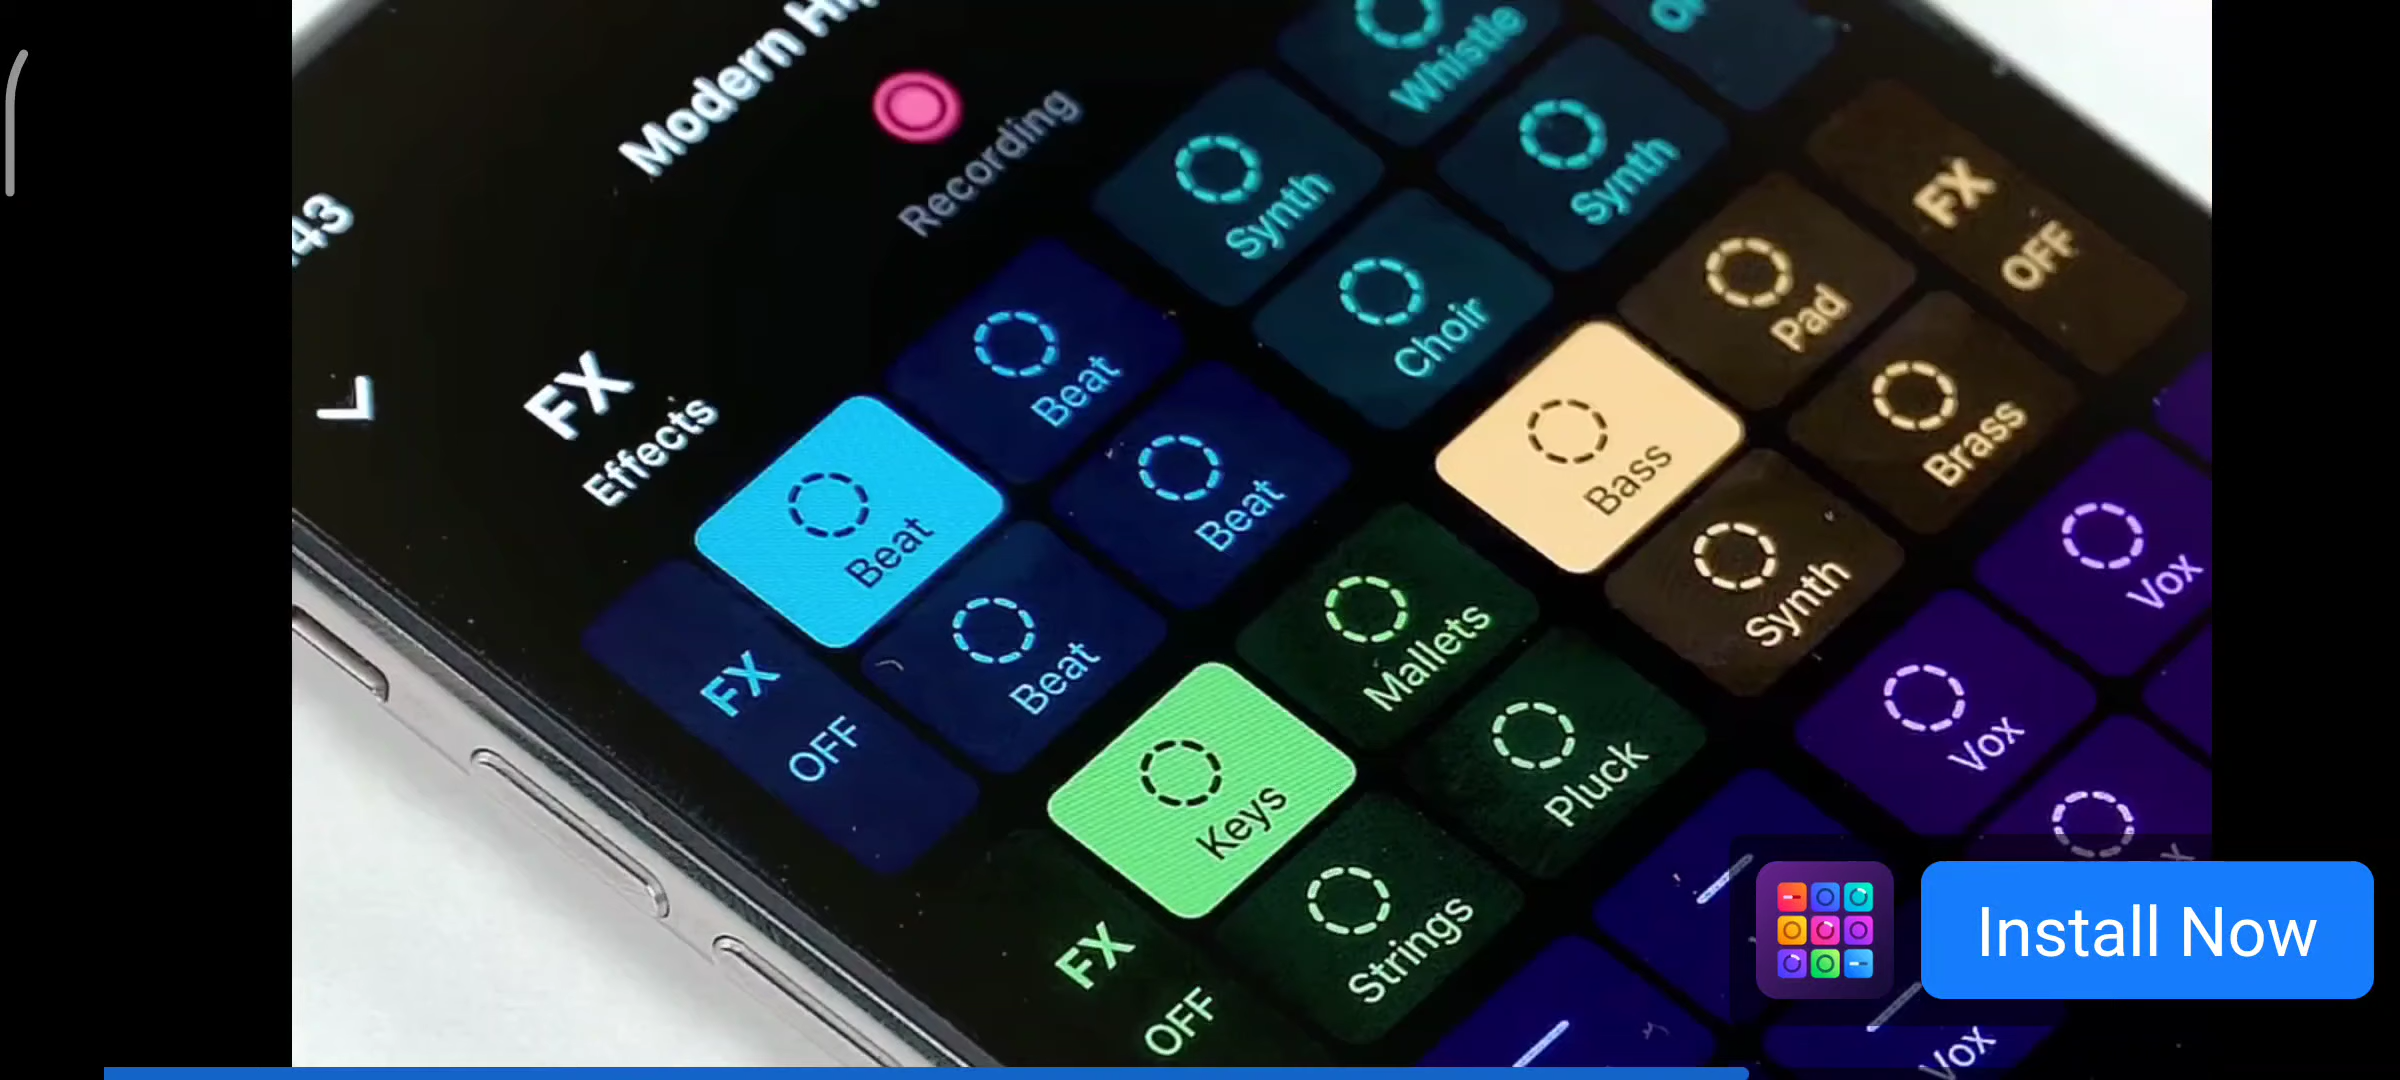 Modern
Recording
Whistle
Synth
Synth
FX
OFF
:43
Choir
Pad
Beat
FX
Effects
Brass
Bass
Beat
Beat
Beat
Synth
Vox
Mallets
FX
OFF
Vox
Pluck
Keys
Strings
FX
OFF
Install Now
Vox